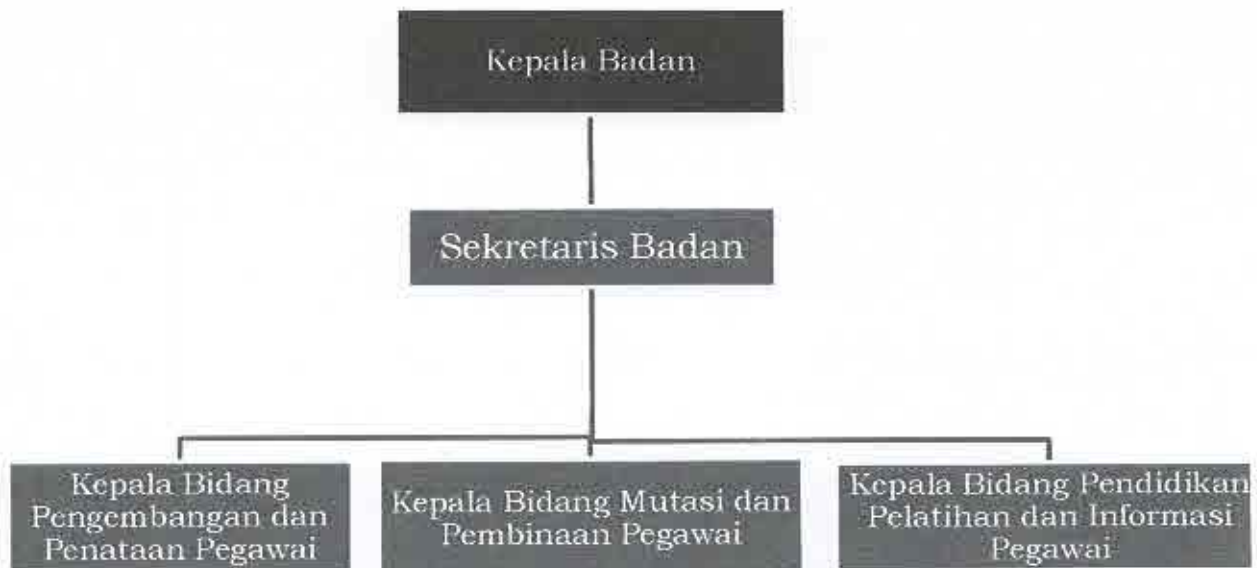 Kepala Badan
Sekretaris Badan
Kepala Bidang
Pengembangan dan
Penataan Pegawai
Kepala Bidang Mutasi dan
Pembinaan Pegawai
Kepala Bidang Pendidikan
Pelatihan dan Informasi
Pegawai